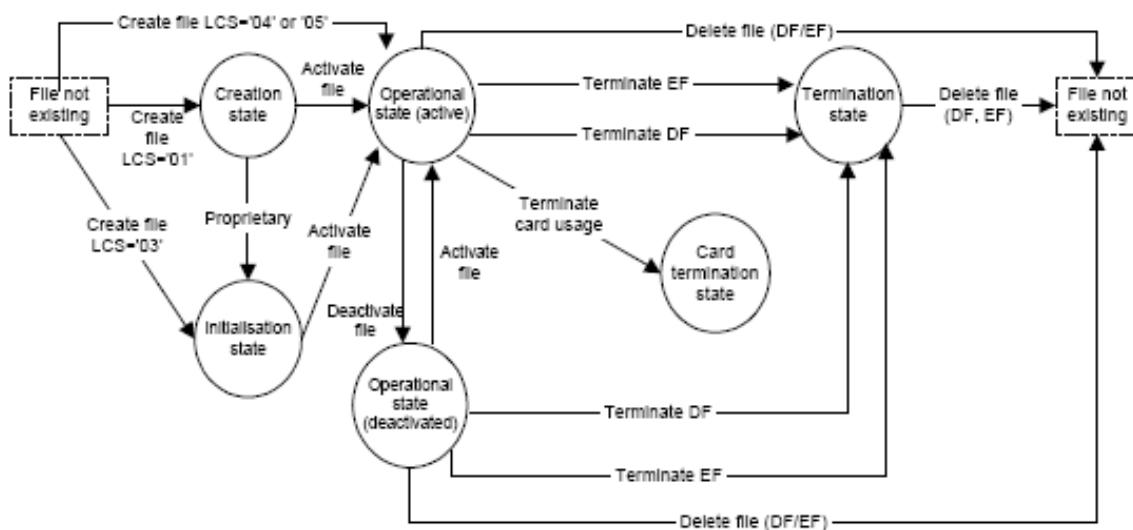 Create file LCS='04' or '05'
Delete file (DF/EF)
File not
existing
Create
file
LCS='01'
Creation
state
Activate
file
Operational
state (active)
Terminate EF
Terminate DF
Termination
state
Delete file
(DF, EF)
File not
existing
Create file
LCS='03'
Proprietary
Activate
file
Activate
file
Terminate
card usage
Card
termination
state
Initialisation
state
Deactivate
file
Operational
state
(deactivated)
Terminate DF
Terminate EF
Delete file (DF/EF)